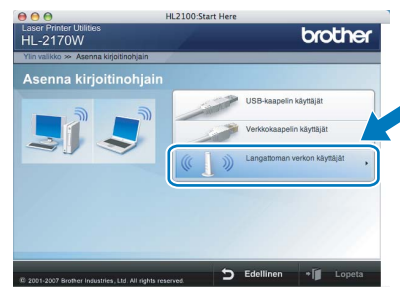 HL2100:Start Here
Laser Printer Utilities
HL-2170W
brother
Ylin valikko >> Asenna kirjoitinohjain
Asenna kirjoitinohjain
USB-kaapelin käyttäjät
Verkkokaapelin käyttäjät
Langattoman verkon käyttäjät
© 2001-2007 Brother Industries, Ltd. All rights reserved.
Edellinen
Lopeta